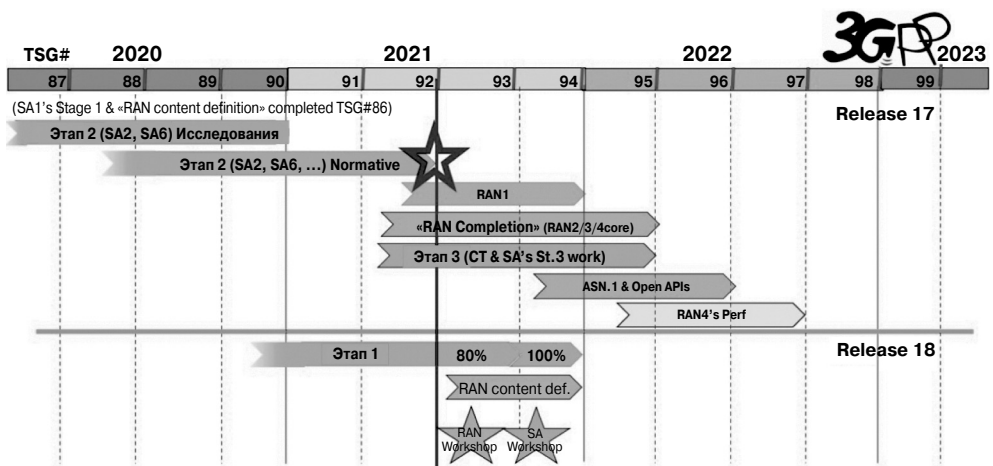 3GPP
TSG# 2020 2021 2022 2023
87 88 89 90 91 92 93 94 95 96 97 98 99
(SA1's Stage 1 & «RAN content definition» completed TSG#86)
Release 17
Этап 2 (SA2, SA6) Исследования
Этап 2 (SA2, SA6, ...) Normative
RAN1
«RAN Completion» (RAN2/3/4core)
Этап 3 (CT & SA's St.3 work)
ASN.1 & Open APIs
RAN4's Perf
Release 18
Этап 1 80% 100%
RAN content def.
RAN SA
Workshop Workshop